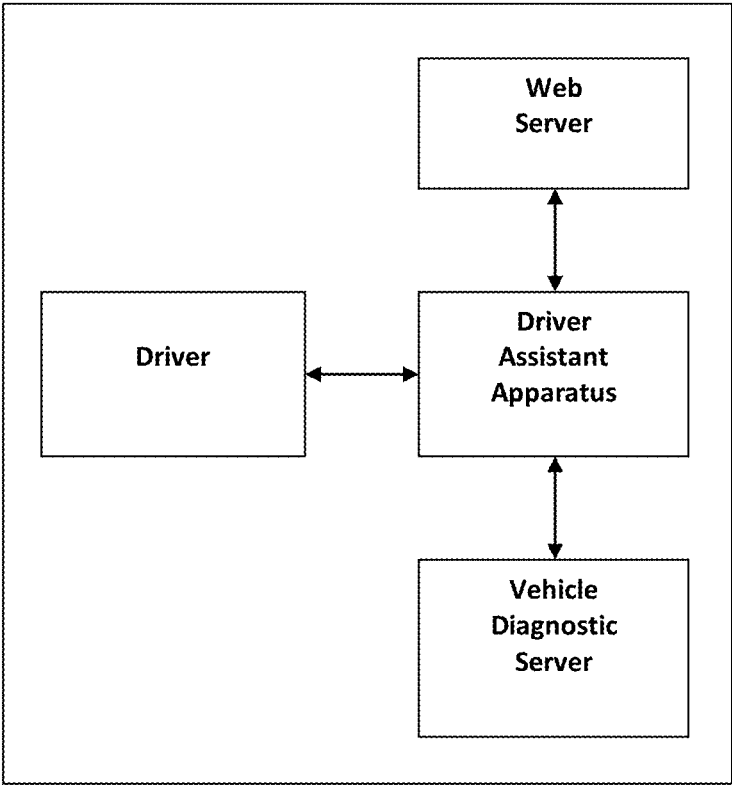 Web
Server
Driver
Driver
Assistant
Apparatus
Vehicle
Diagnostic
Server